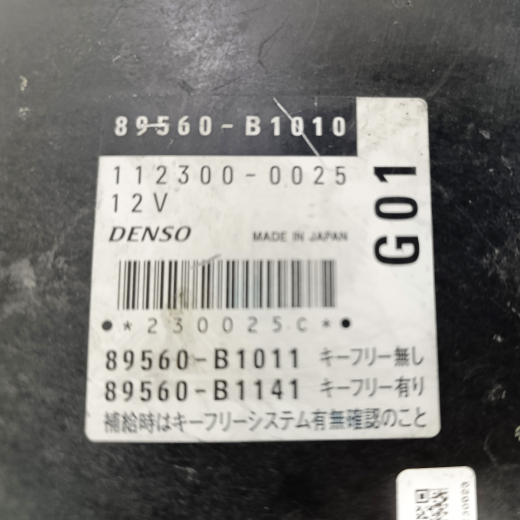 89560-B1010
112300-0025
12V
G01
DENSO MADE IN JAPAN
*230025C*
89560-B1011 キーフリー無し
89560-B1141 キーフリー有り
補給時はキーフリーシステム有無確認のこと